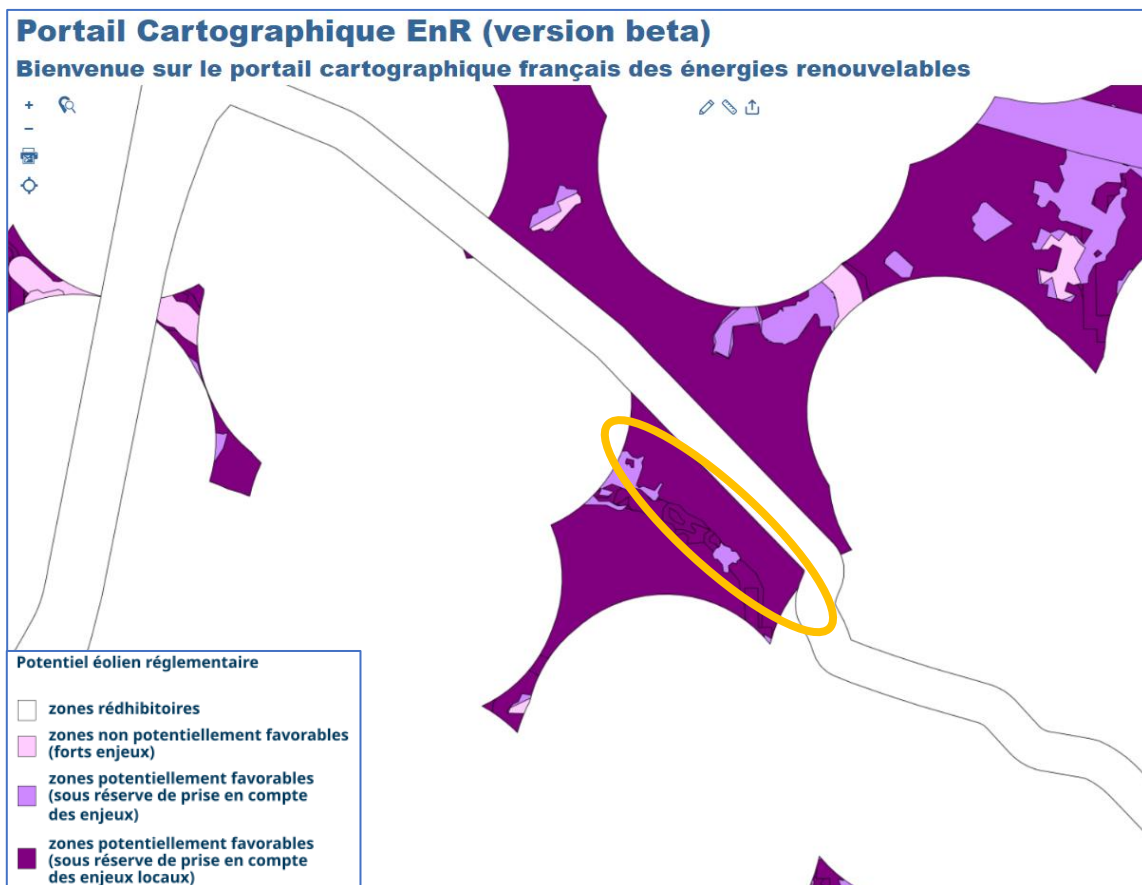 Portail Cartographique EnR (version beta)
Bienvenue sur le portail cartographique français des énergies renouvelables
Potentiel éolien réglementaire
zones rédhibitoires
zones non potentiellement favorables
(forts enjeux)
zones potentiellement favorables
(sous réserve de prise en compte
des enjeux)
zones potentiellement favorables
(sous réserve de prise en compte
des enjeux locaux)